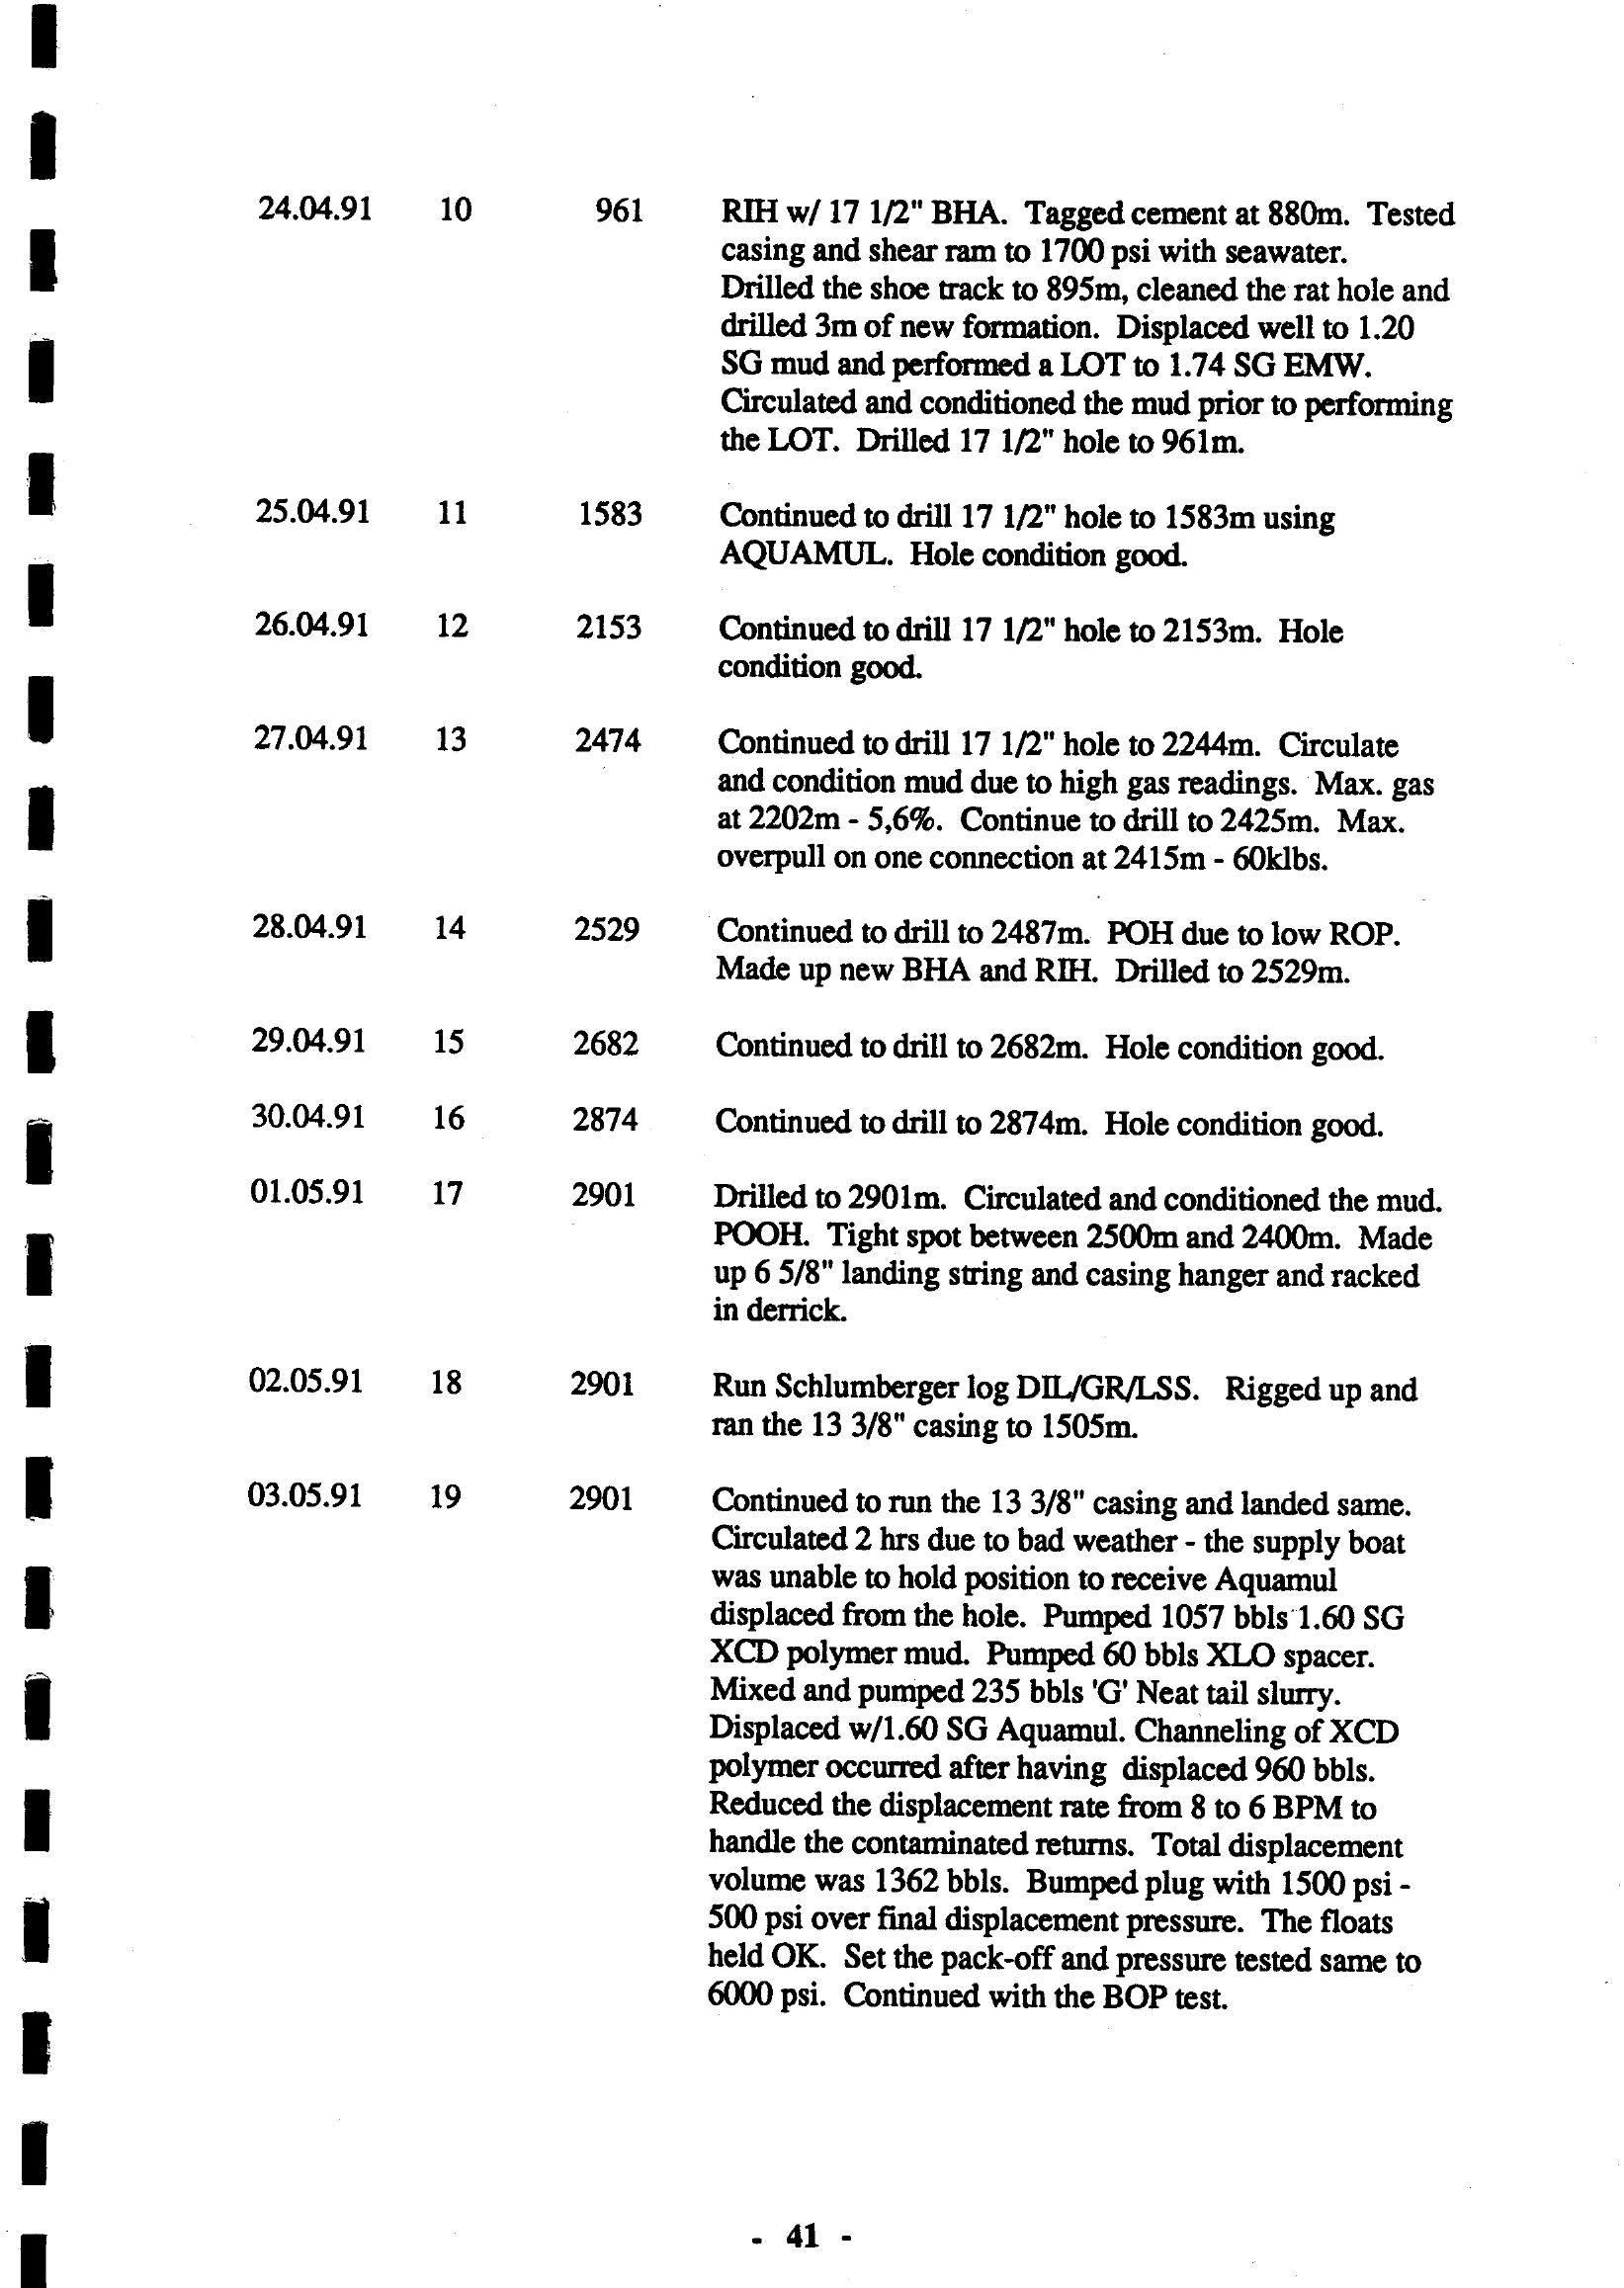 24.04.91 10 961 RIH w/ 17 1/2" BHA. Tagged cement at 880m. Tested
casing and shear ram to 1700 psi with seawater.
Drilled the shoe track to 895m, cleaned the rat hole and
drilled 3m of new formation. Displaced well to 1.20
SG mud and performed a LOT to 1.74 SG EMW.
Circulated and conditioned the mud prior to performing
the LOT. Drilled 17 1/2" hole to 961m.
25.04.91 11 1583 Continued to drill 17 1/2" hole to 1583m using
AQUAMUL. Hole condition good.
26.04.91 12 2153 Continued to drill 17 1/2" hole to 2153m. Hole
condition good.
27.04.91 13 2474 Continued to drill 17 1/2" hole to 2244m. Circulate
and condition mud due to high gas readings. Max. gas
at 2202m - 5,6%. Continue to drill to 2425m. Max.
overpull on one connection at 2415m - 60klbs.
28.04.91 14 2529 Continued to drill to 2487m. POH due to low ROP.
Made up new BHA and RIH. Drilled to 2529m.
29.04.91 15 2682 Continued to drill to 2682m. Hole condition good.
30.04.91 16 2874 Continued to drill to 2874m. Hole condition good.
01.05.91 17 2901 Drilled to 2901m. Circulated and conditioned the mud.
POOH. Tight spot between 2500m and 2400m. Made
up 6 5/8" landing string and casing hanger and racked
in derrick.
02.05.91 18 2901 Run Schlumberger log DIL/GR/LSS. Rigged up and
ran the 13 3/8" casing to 1505m.
03.05.91 19 2901 Continued to run the 13 3/8" casing and landed same.
Circulated 2 hrs due to bad weather - the supply boat
was unable to hold position to receive Aquamul
displaced from the hole. Pumped 1057 bbls 1.60 SG
XCD polymer mud. Pumped 60 bbls XLO spacer.
Mixed and pumped 235 bbls 'G' Neat tail slurry.
Displaced w/1.60 SG Aquamul. Channeling of XCD
polymer occurred after having displaced 960 bbls.
Reduced the displacement rate from 8 to 6 BPM to
handle the contaminated returns. Total displacement
volume was 1362 bbls. Bumped plug with 1500 psi -
500 psi over final displacement pressure. The floats
held OK. Set the pack-off and pressure tested same to
6000 psi. Continued with the BOP test.
- 41 -